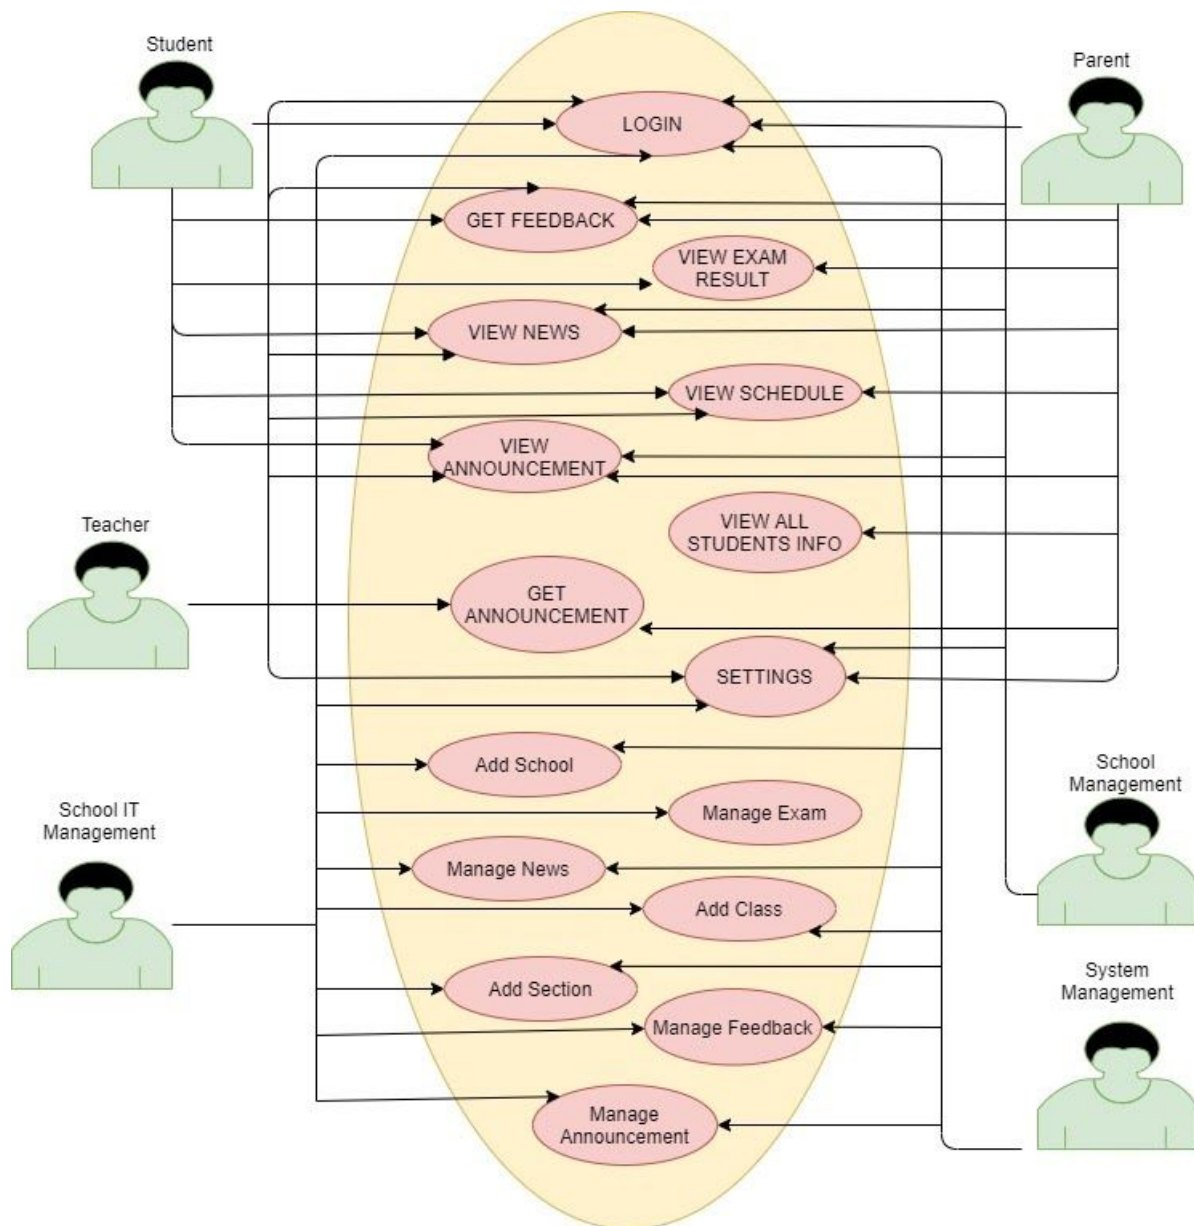 Student
Parent
LOGIN
GET FEEDBACK
VIEW EXAM
RESULT
VIEW NEWS
VIEW SCHEDULE
VIEW
ANNOUNCEMENT
Teacher
VIEW ALL
STUDENTS INFO
GET
ANNOUNCEMENT
SETTINGS
Add School
School
Management
School IT
Management
Manage Exam
Manage News
Add Class
System
Management
Add Section
Manage Feedback
Manage
Announcement